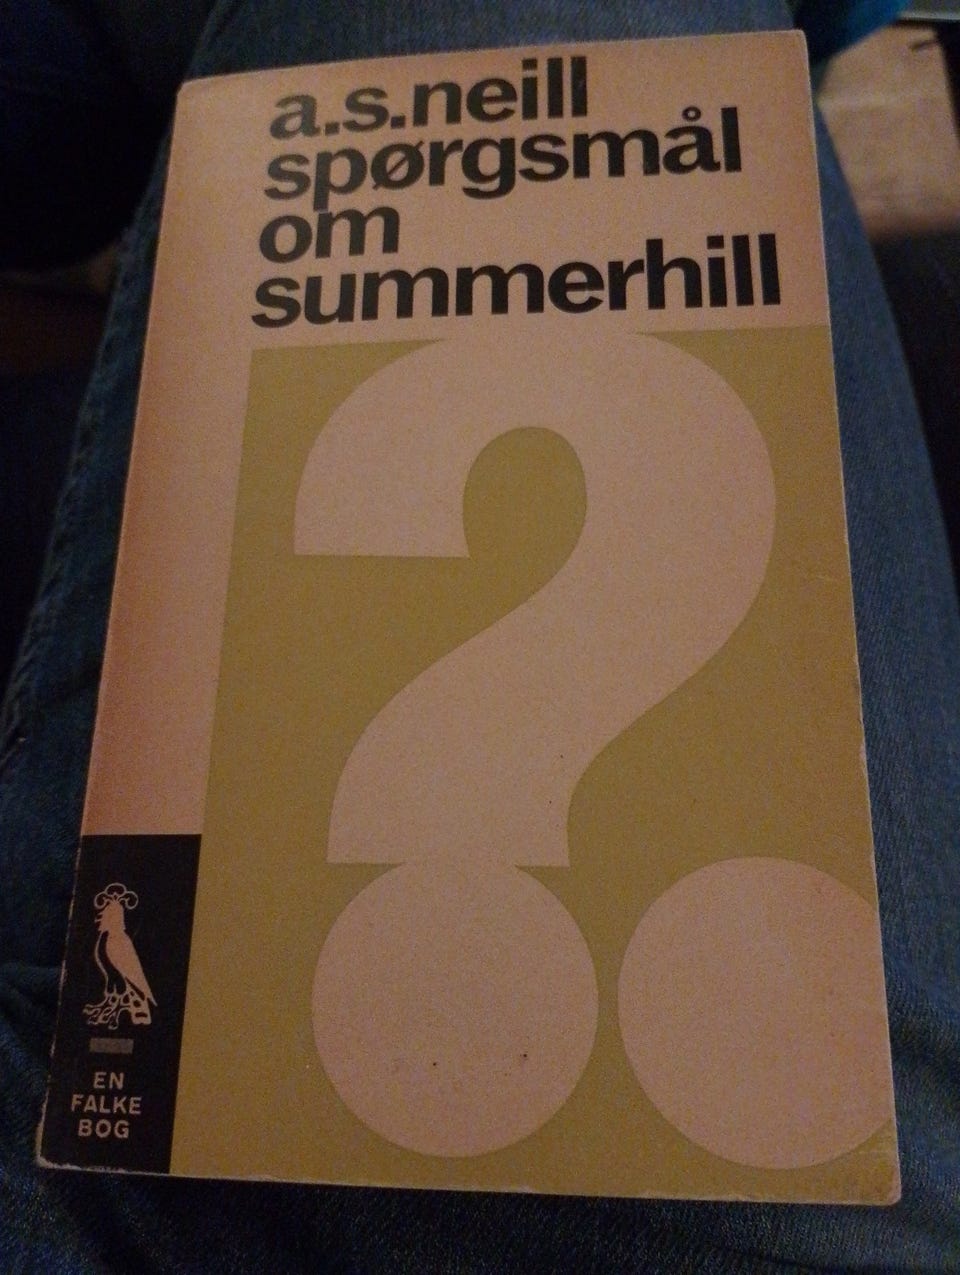 a.s.neill
spørgsmål
om
summerhill
?.
EN
FALKE
BOG